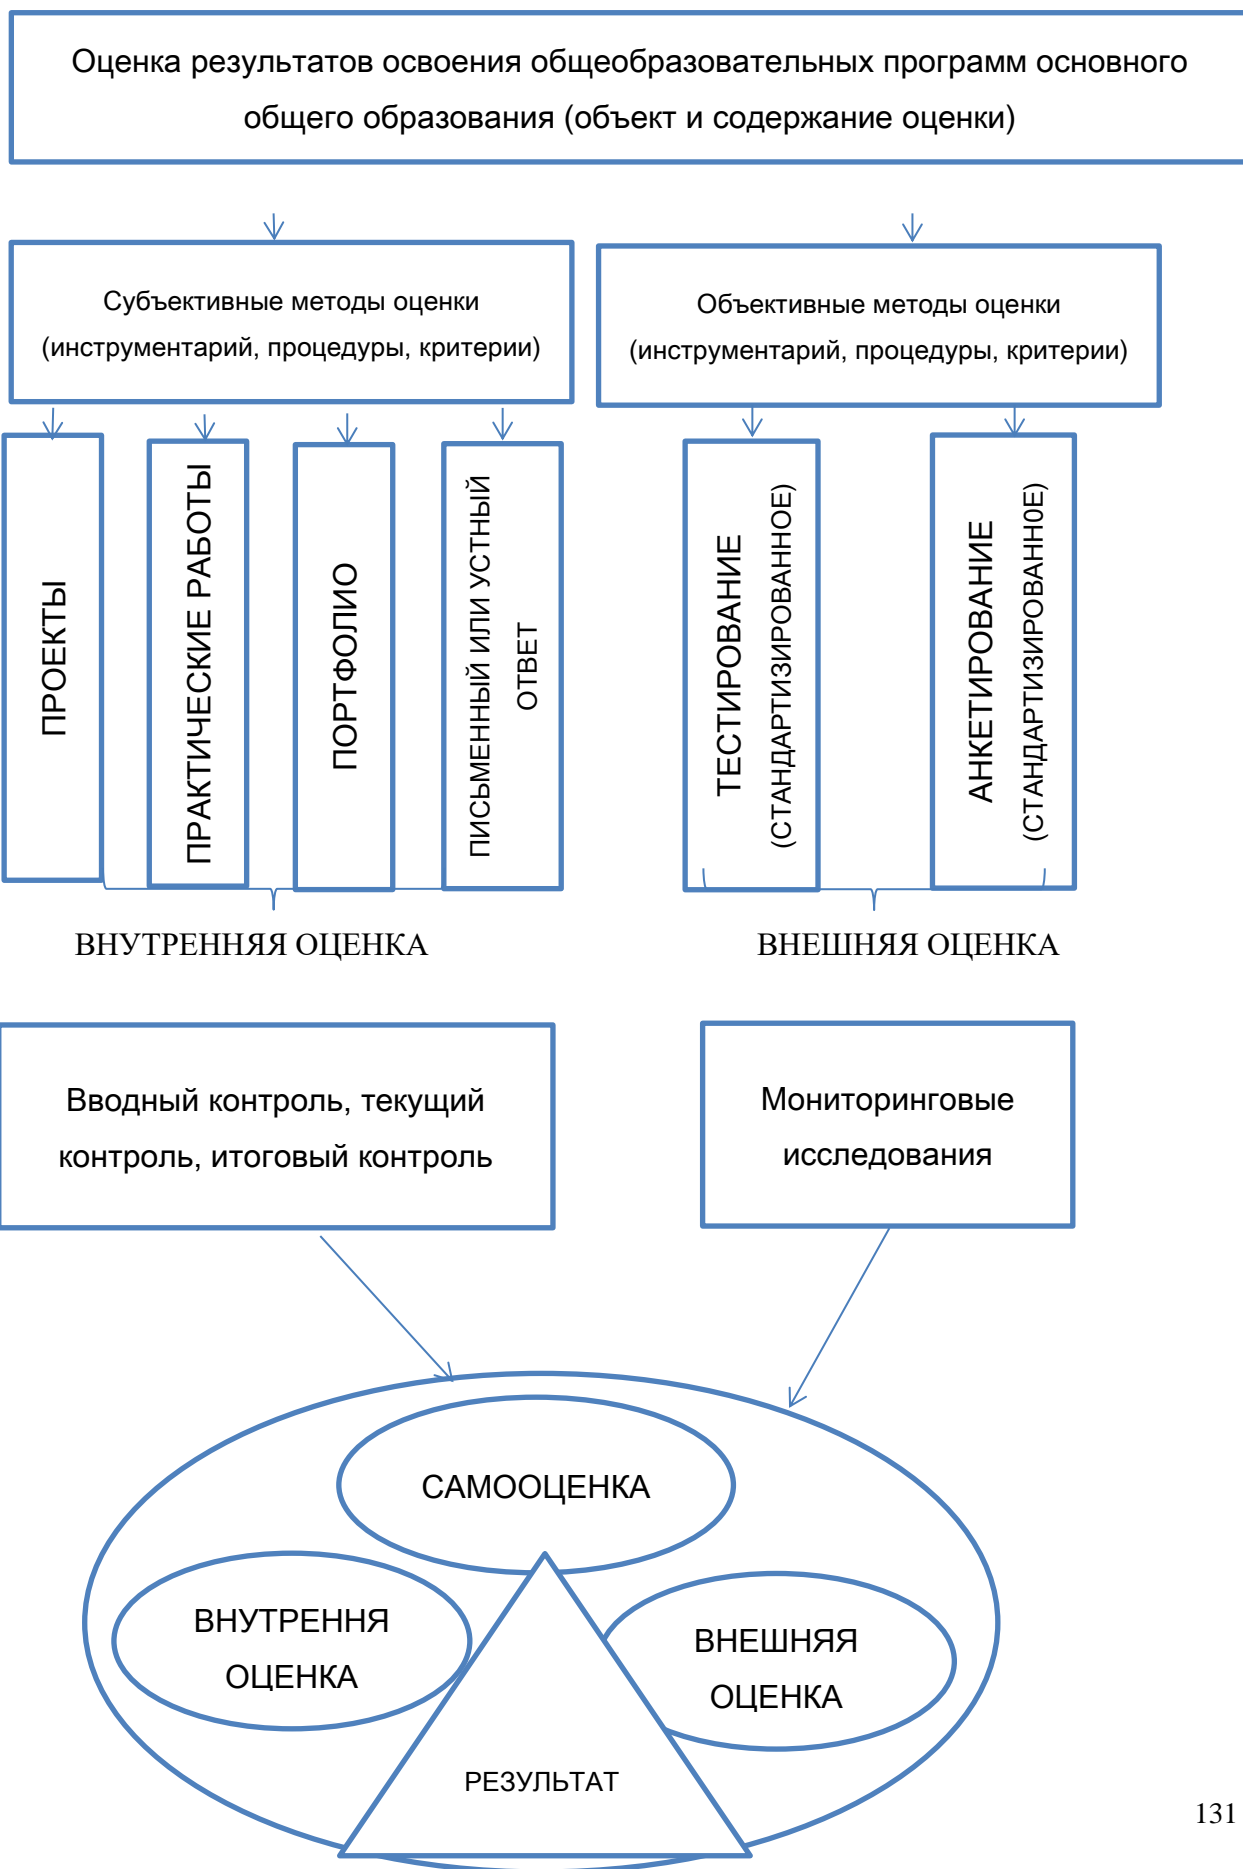 Оценка результатов освоения общеобразовательных программ основного
общего образования (объект и содержание оценки)
Субъективные методы оценки
(инструментарий, процедуры, критерии)
Объективные методы оценки
(инструментарий, процедуры, критерии)
ПРОЕКТЫ
ПРАКТИЧЕСКИЕ РАБОТЫ
ПОРТФОЛИО
ПИСЬМЕННЫЙ ИЛИ УСТНЫЙ
ОТВЕТ
ТЕСТИРОВАНИЕ
(СТАНДАРТИЗИРОВАННОЕ)
АНКЕТИРОВАНИЕ
(СТАНДАРТИЗИРОВАНН0Е)
ВНУТРЕННЯЯ ОЦЕНКА
ВНЕШНЯЯ ОЦЕНКА
Вводный контроль, текущий
контроль, итоговый контроль
Мониторинговые
исследования
САМООЦЕНКА
ВНУТРЕННЯ
ОЦЕНКА
ВНЕШНЯЯ
ОЦЕНКА
РЕЗУЛЬТАТ
131